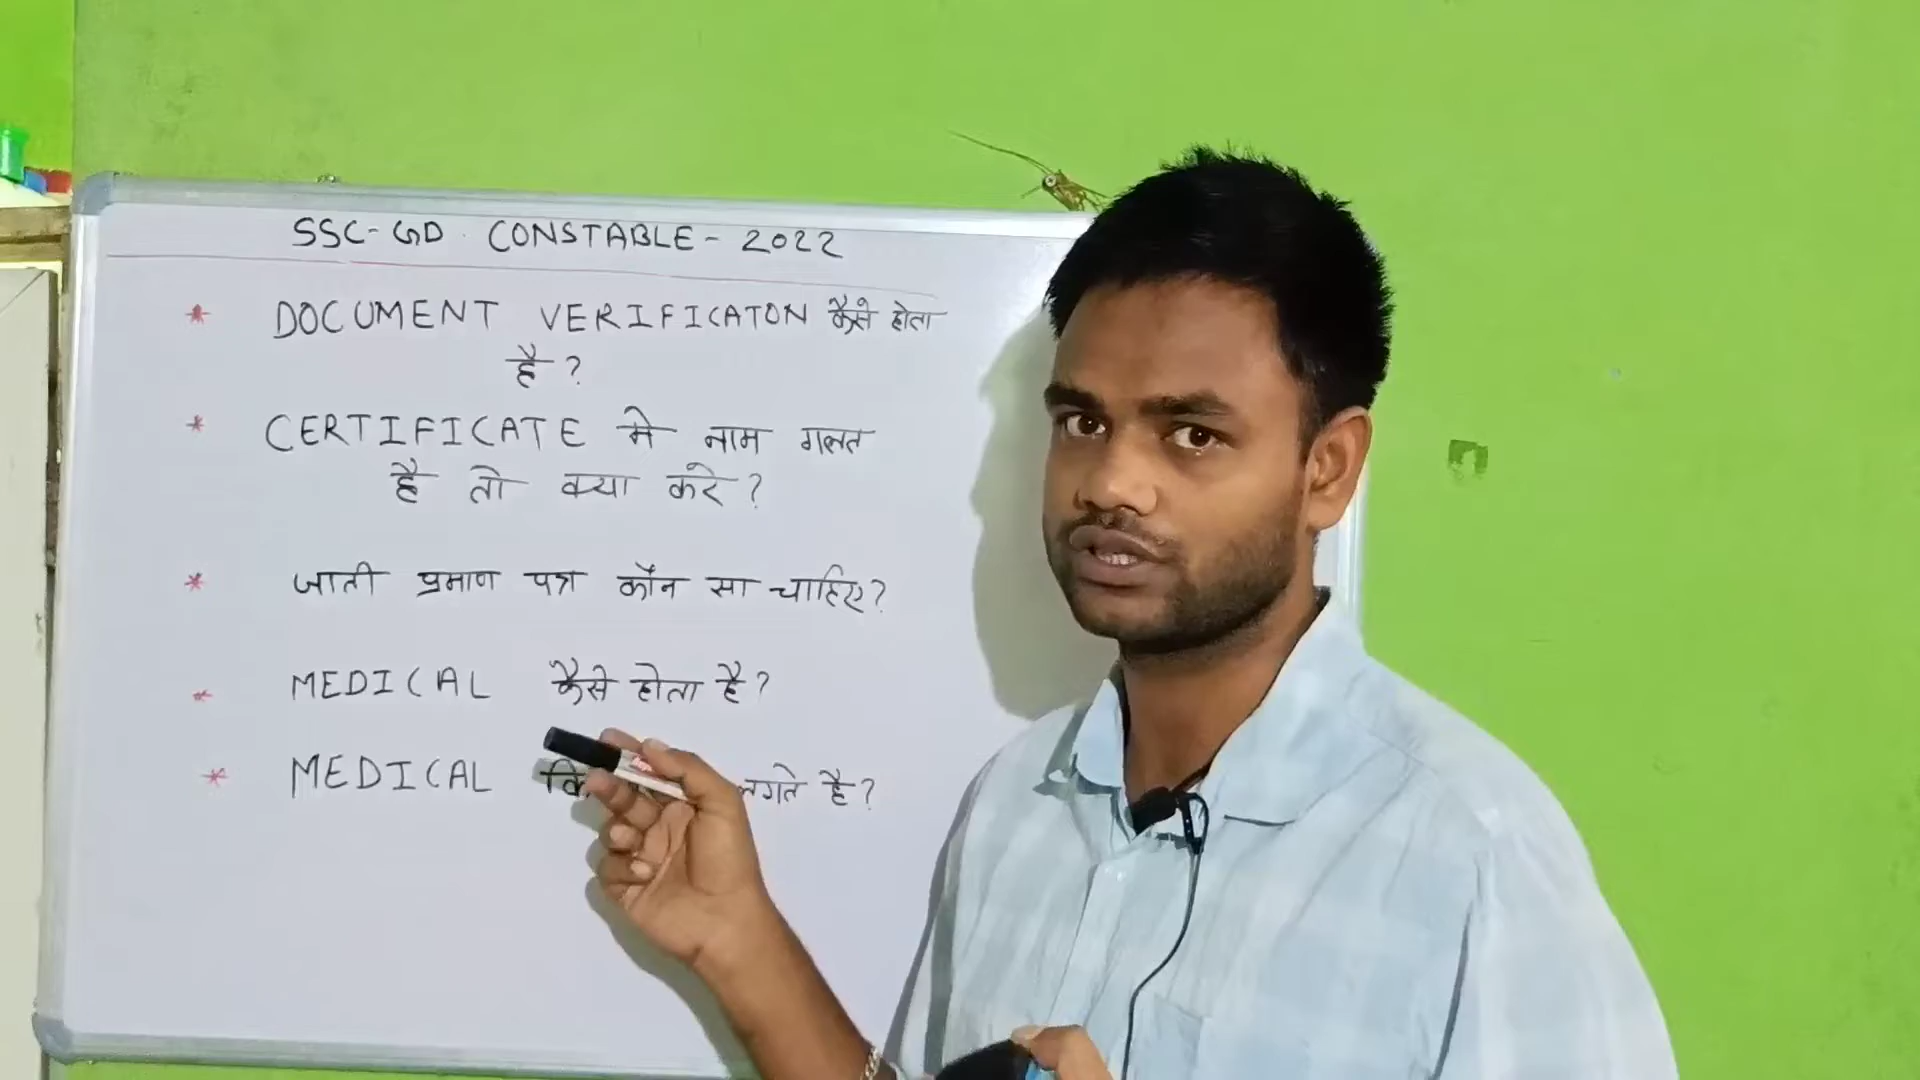 SSC-GD CONSTABLE - 2022
* DOCUMENT VERIFICATON कैसे होता
है ?
* CERTIFICATE मे नाम गलत
है तो क्या करे ?
* जाती प्रमाण पत्र कौन सा चाहिए ?
* MEDICAL कैसे होता है ?
* MEDICAL लगते है ?